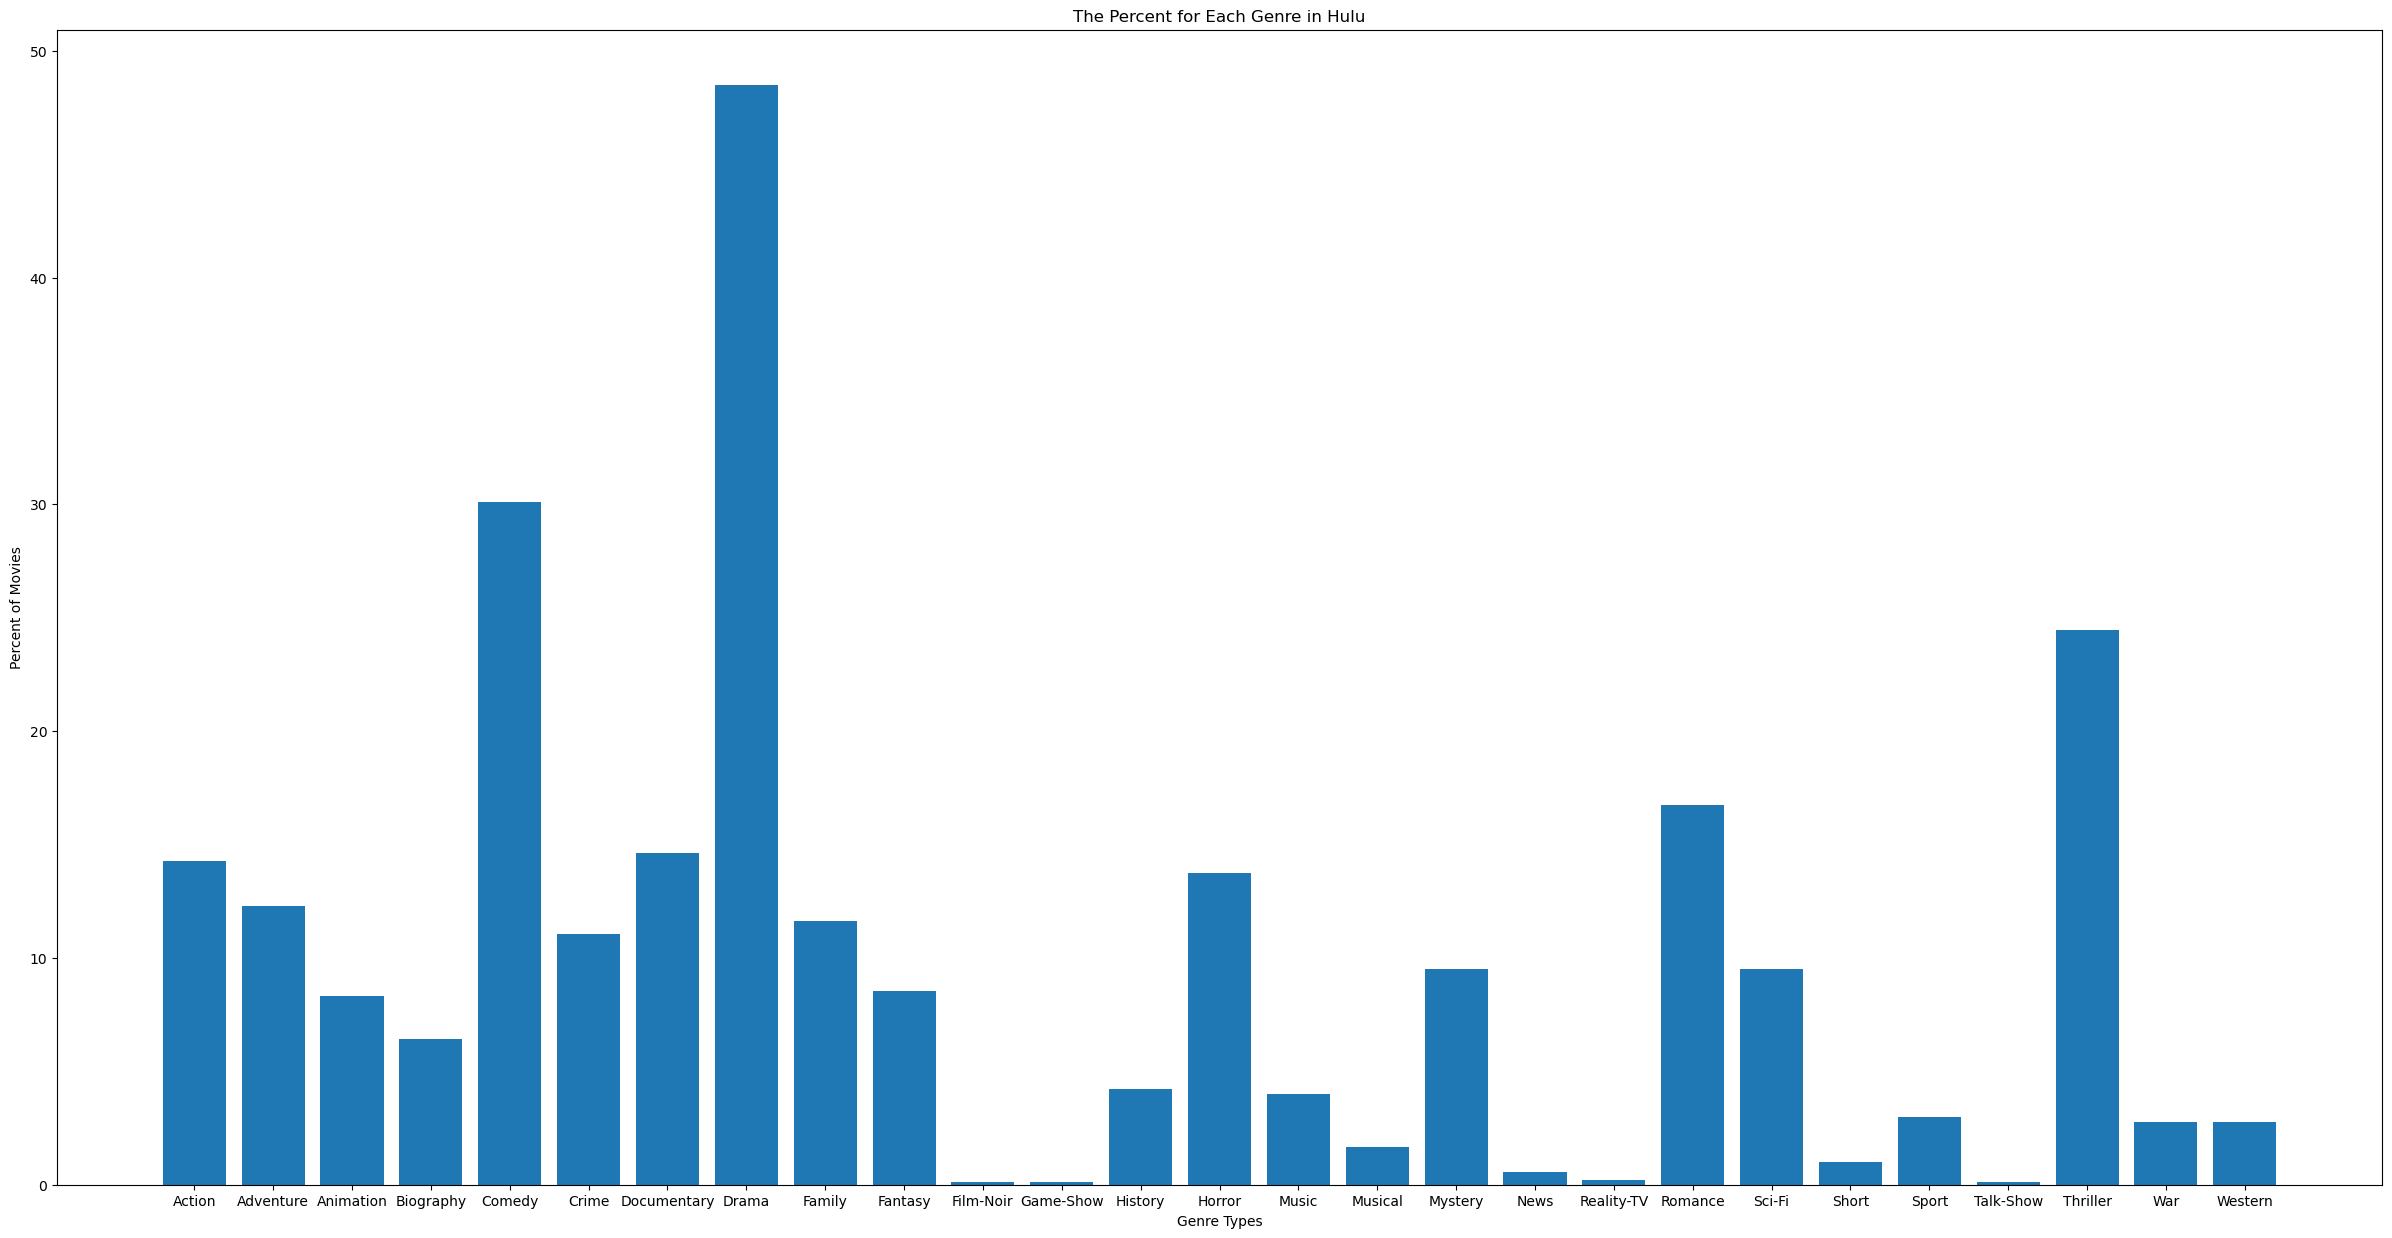 The Percent for Each Genre in Hulu
50
40
30
20
10
0
Percent of Movies
Action Adventure Animation Biography Comedy Crime Documentary Drama Family Fantasy Film-Noir Game-Show History Horror Music Musical Mystery News Reality-TV Romance Sci-Fi Short Sport Talk-Show Thriller War Western
Genre Types